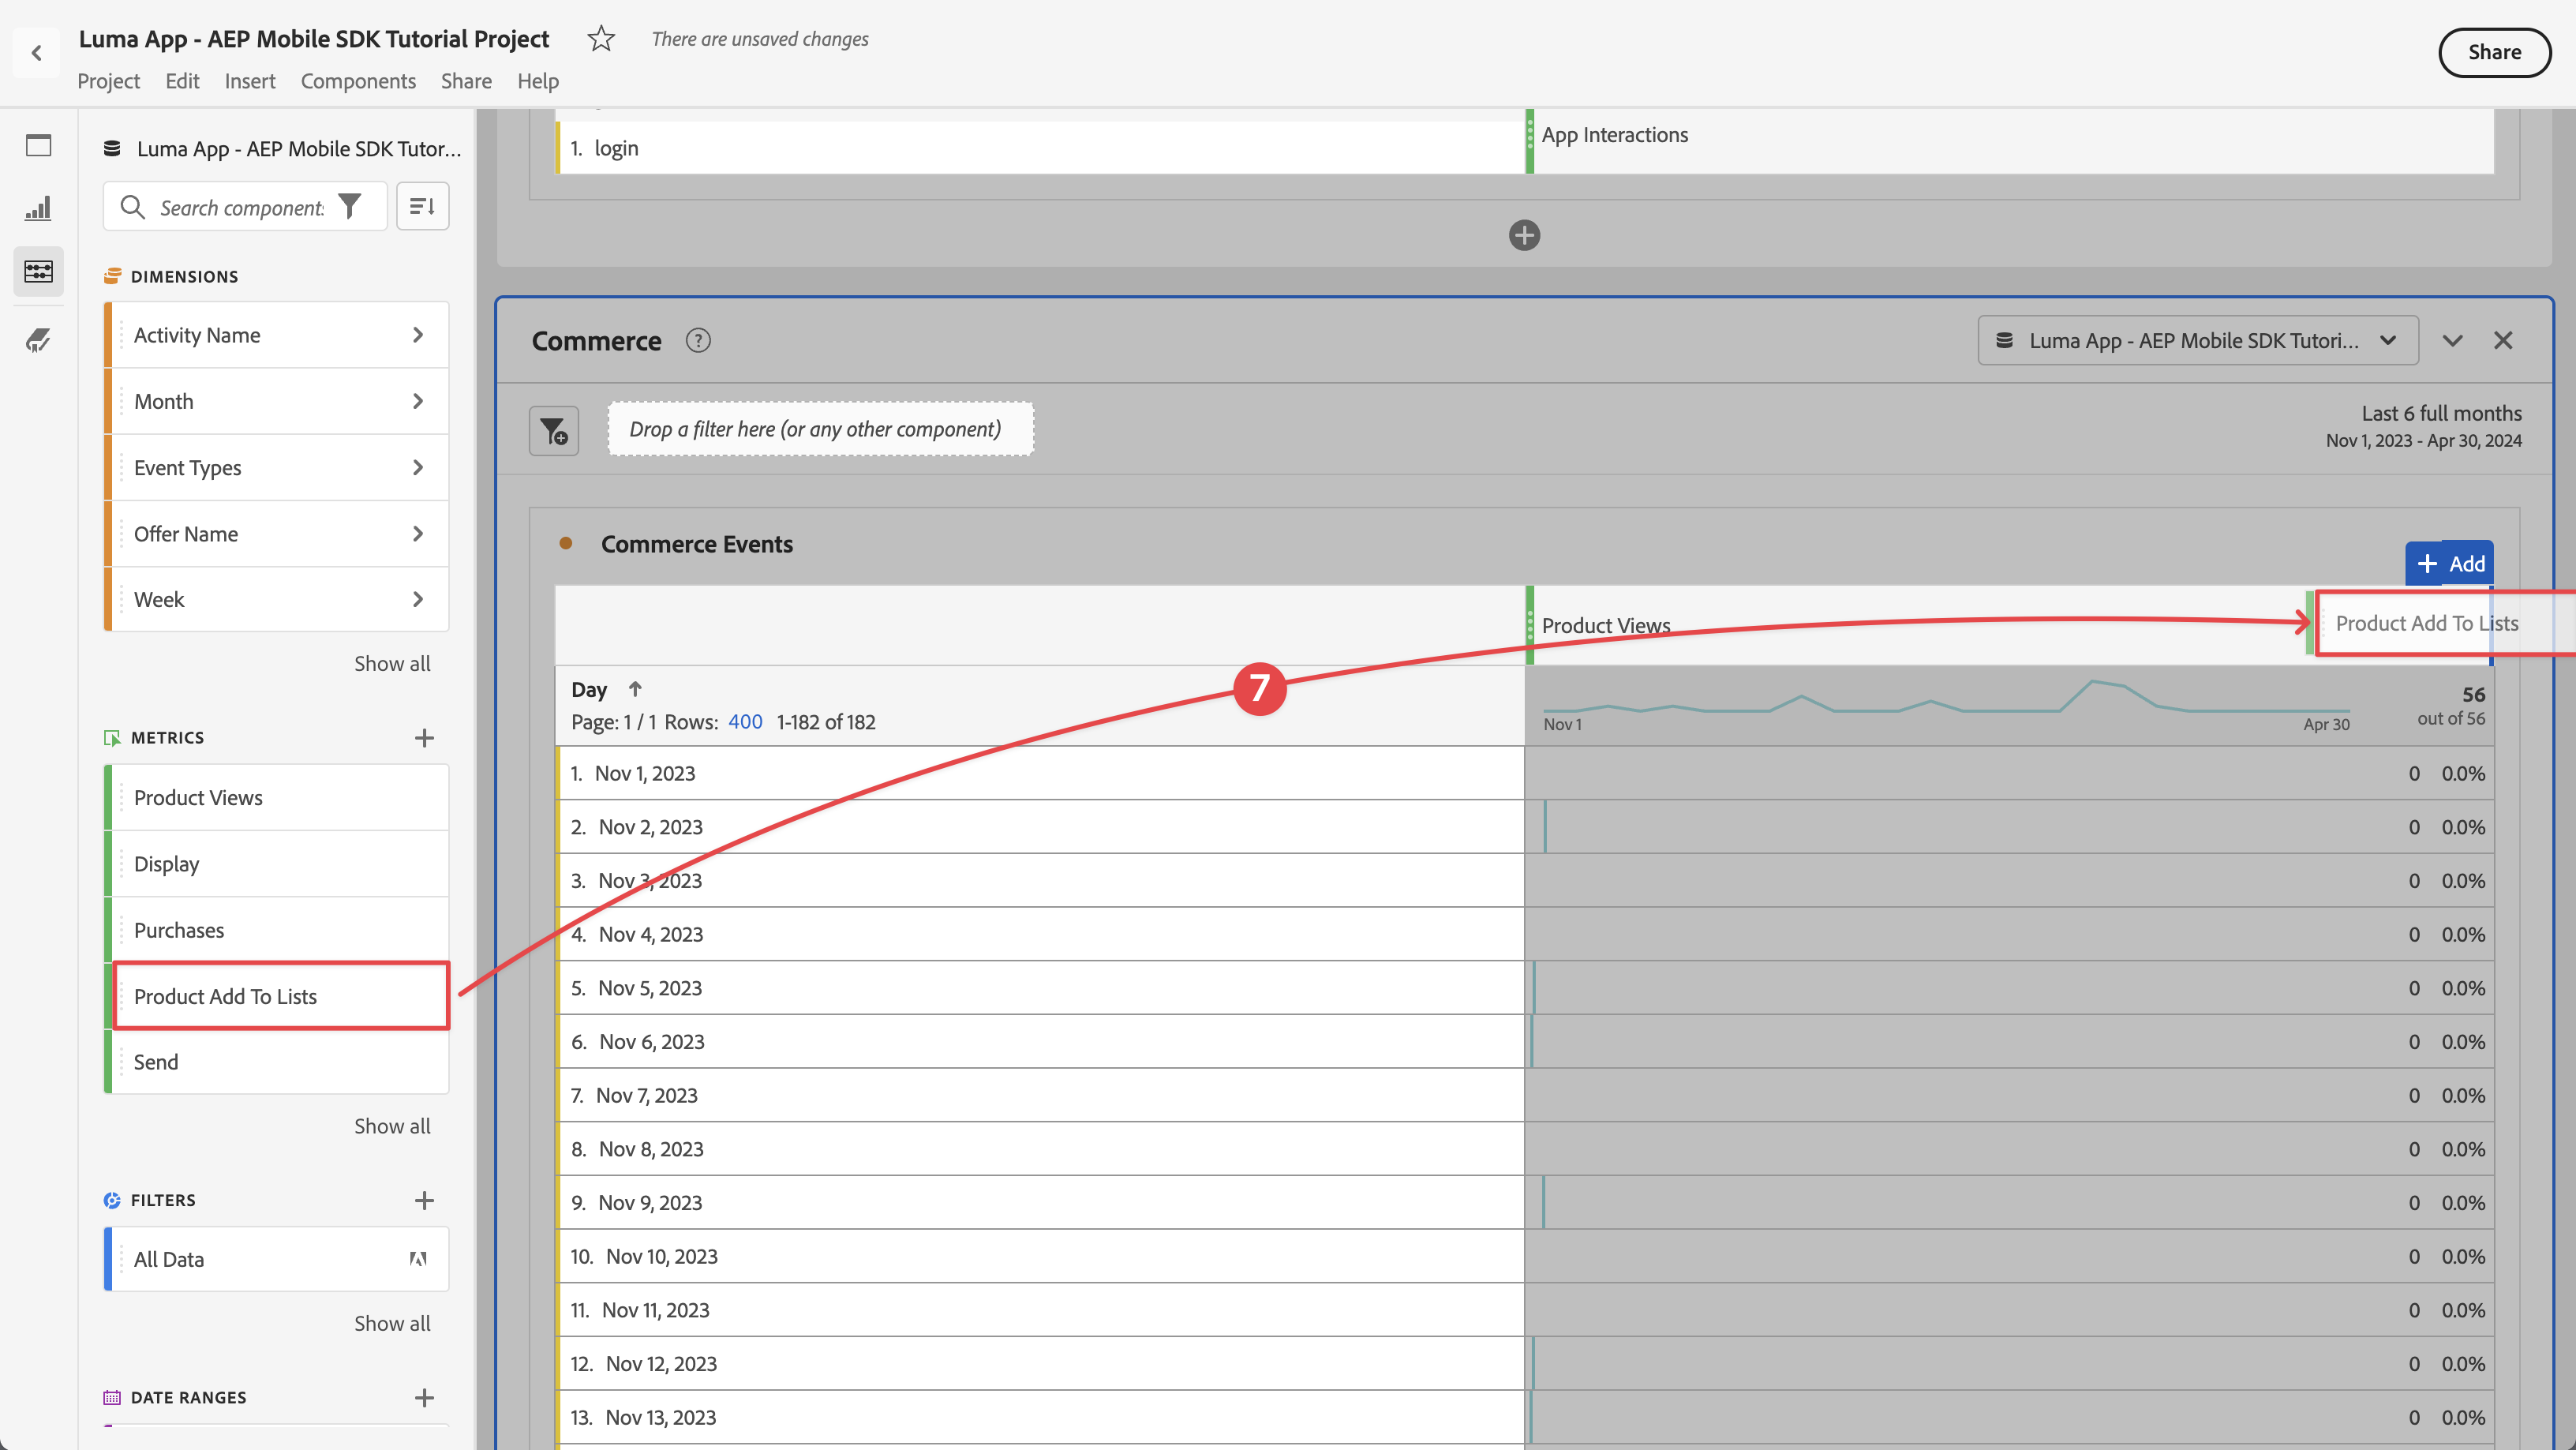 Luma App - AEP Mobile SDK Tutorial Project
There are unsaved changes
Share
Project Edit Insert Components Share Help
Luma App - AEP Mobile SDK Tutor...
Search component
DIMENSIONS
Activity Name
Month
Event Types
Offer Name
Week
Show all
METRICS
Product Views
Display
Purchases
Product Add To Lists
Send
Show all
FILTERS
All Data
Show all
DATE RANGES
1. login
App Interactions
Commerce ?
Luma App - AEP Mobile SDK Tutori...
Drop a filter here (or any other component)
Last 6 full months
Nov 1, 2023 - Apr 30, 2024
Commerce Events
Add
Product Views
Product Add To Lists
7
Day
Page: 1 / 1 Rows: 400 1-182 of 182
Nov 1
Apr 30
56
out of 56
1. Nov 1, 2023 0 0.0%
2. Nov 2, 2023 0 0.0%
3. Nov 3, 2023 0 0.0%
4. Nov 4, 2023 0 0.0%
5. Nov 5, 2023 0 0.0%
6. Nov 6, 2023 0 0.0%
7. Nov 7, 2023 0 0.0%
8. Nov 8, 2023 0 0.0%
9. Nov 9, 2023 0 0.0%
10. Nov 10, 2023 0 0.0%
11. Nov 11, 2023 0 0.0%
12. Nov 12, 2023 0 0.0%
13. Nov 13, 2023 0 0.0%